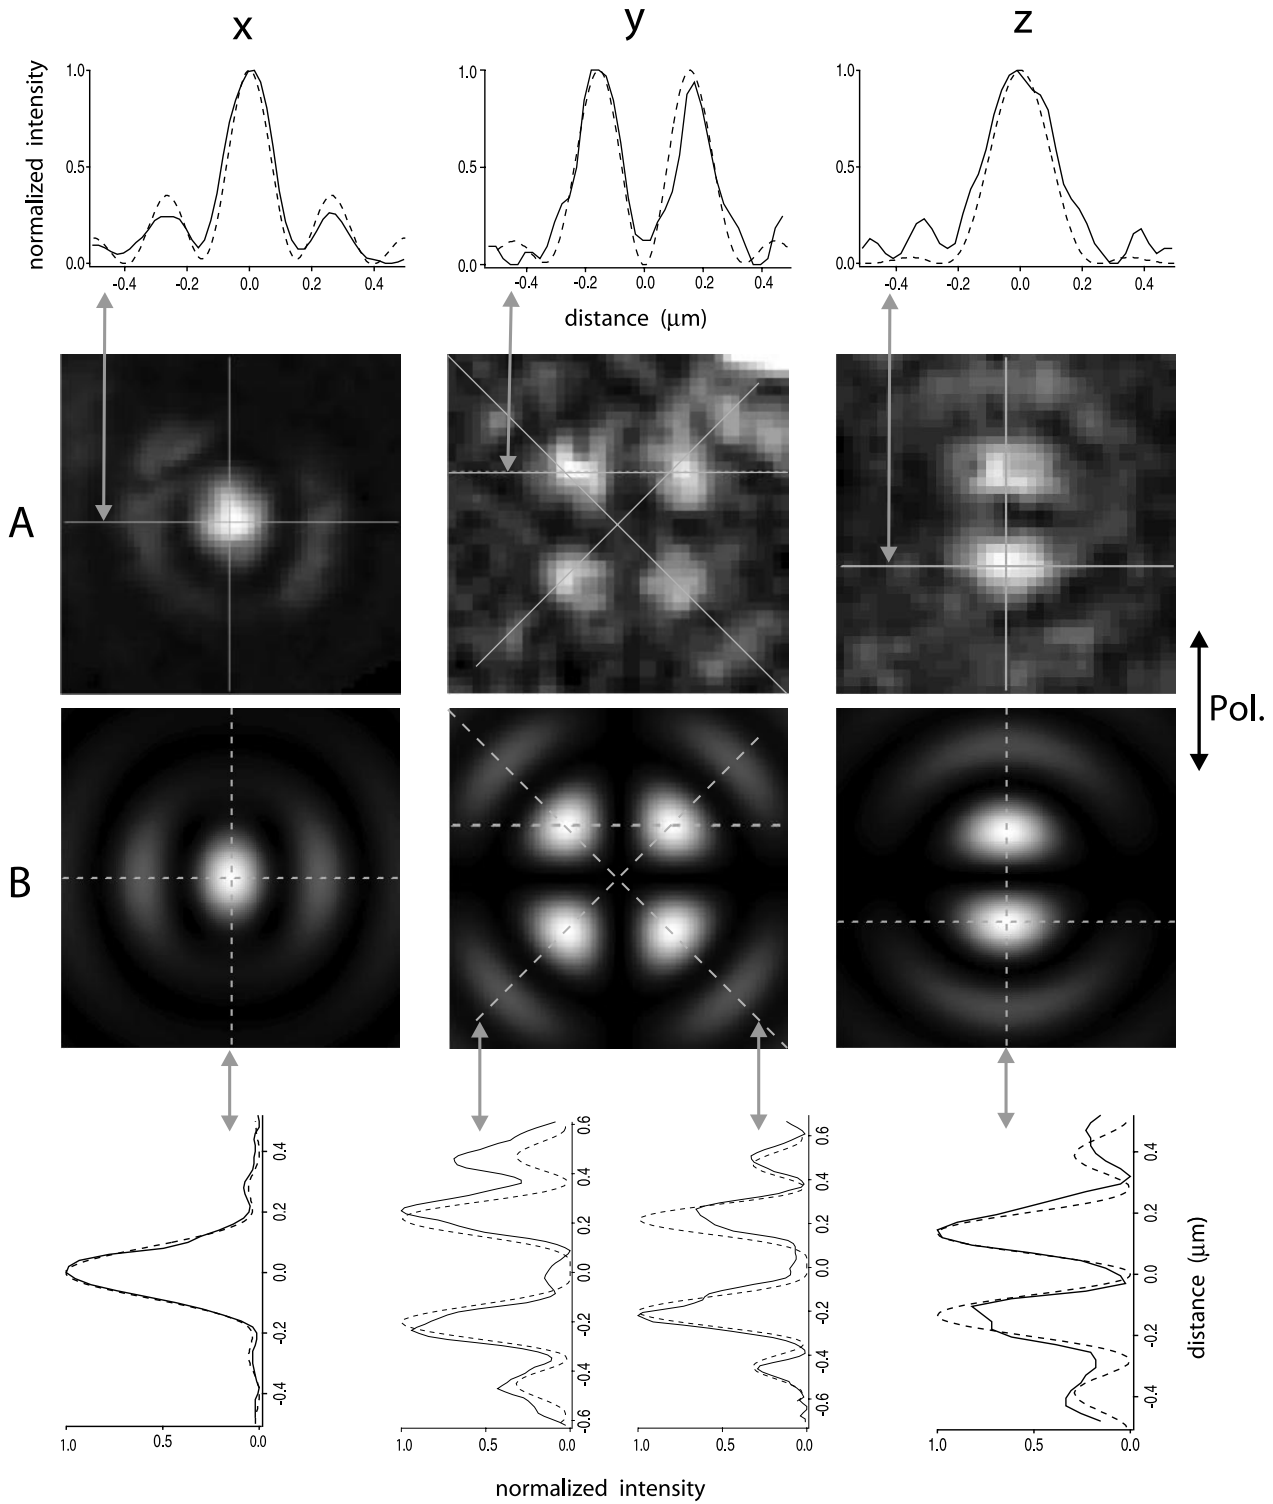 x y z
normalized intensity
1.0 1.0 1.0
0.5 0.5 0.5
0.0 0.0 0.0
-0.4 -0.2 0.0 0.2 0.4 -0.4 -0.2 0.0 0.2 0.4 -0.4 -0.2 0.0 0.2 0.4
distance (μm)
A
Pol.
B
0.4 0.2 0.0 -0.2 -0.4
0.6 0.4 0.2 0.0 -0.2 -0.4 -0.6
0.6 0.4 0.2 0.0 -0.2 -0.4 -0.6
0.4 0.2 0.0 -0.2 -0.4
distance (μm)
1.0 0.5 0.0 1.0 0.5 0.0 1.0 0.5 0.0 1.0 0.5 0.0
normalized intensity